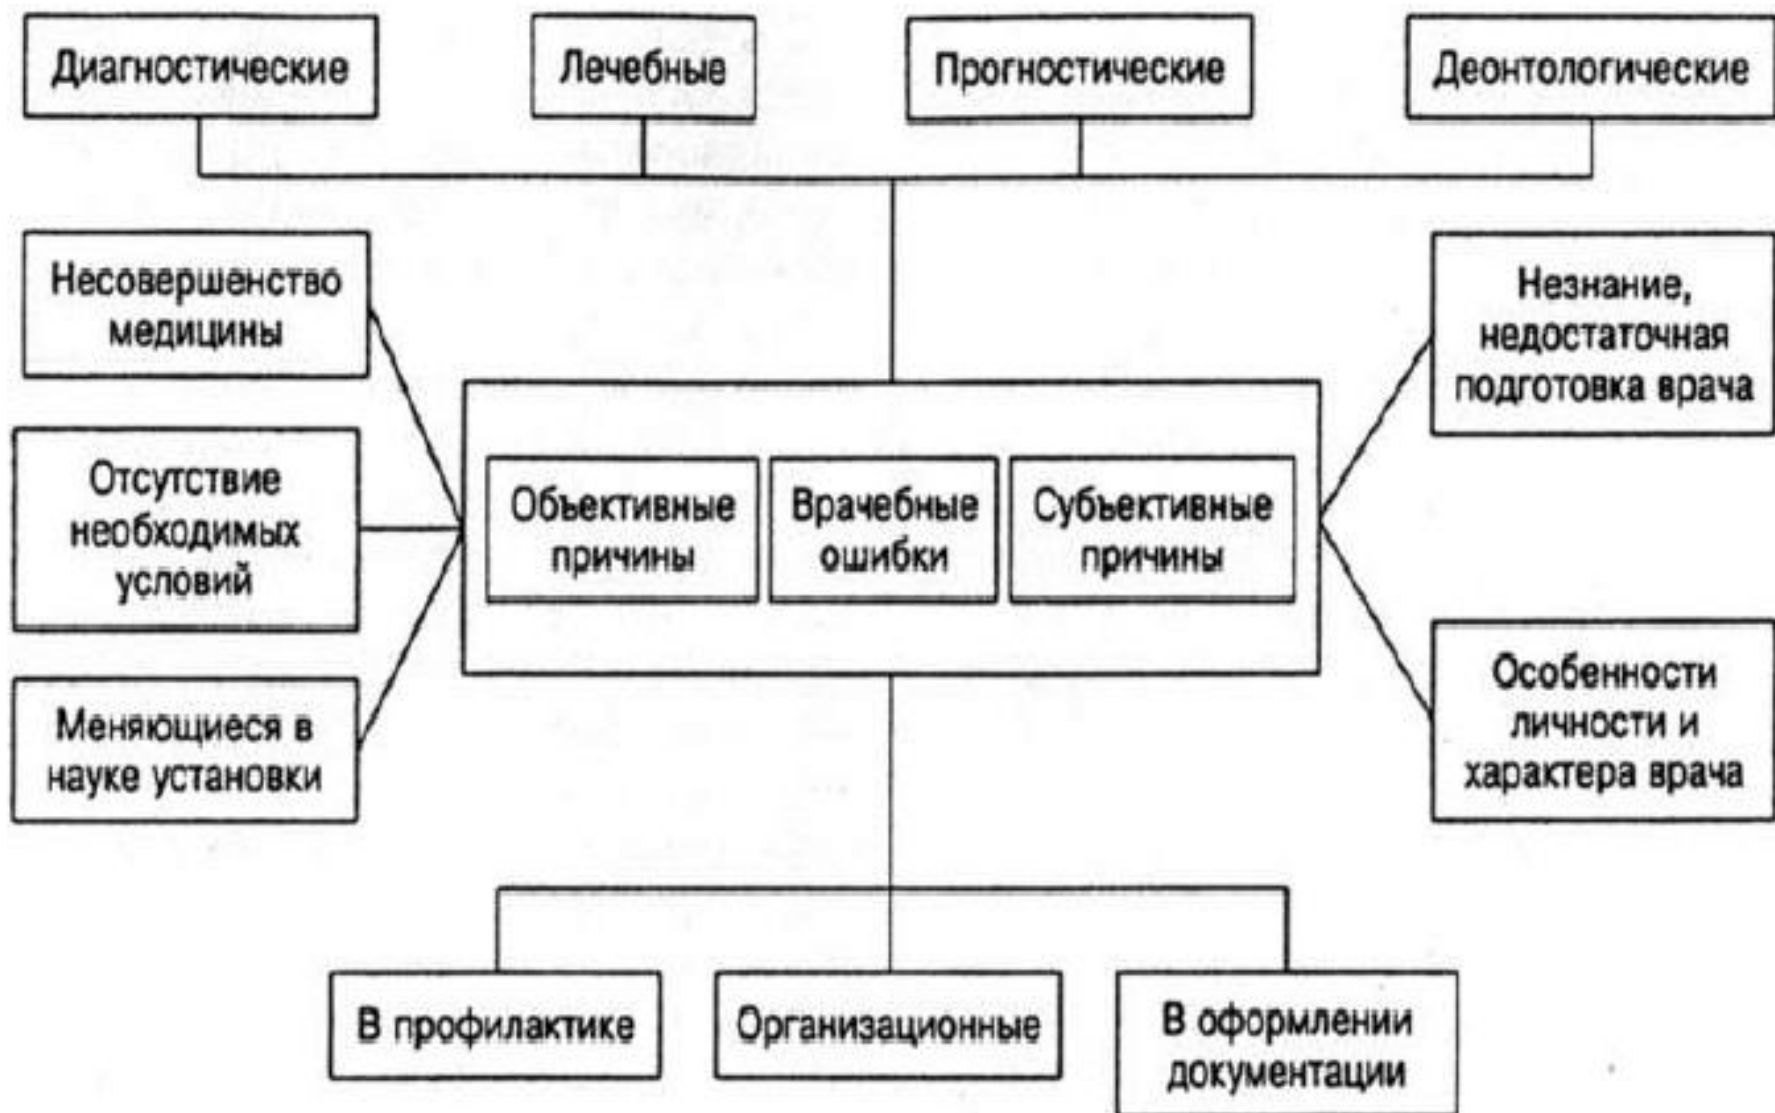 Диагностические
Лечебные
Прогностические
Деонтологические
Несовершенство
медицины
Незнание,
недостаточная
подготовка врача
Отсутствие
необходимых
условий
Объективные
причины
Врачебные
ошибки
Субъективные
причины
Меняющиеся в
науке установки
Особенности
личности и
характера врача
В профилактике
Организационные
В оформлении
документации